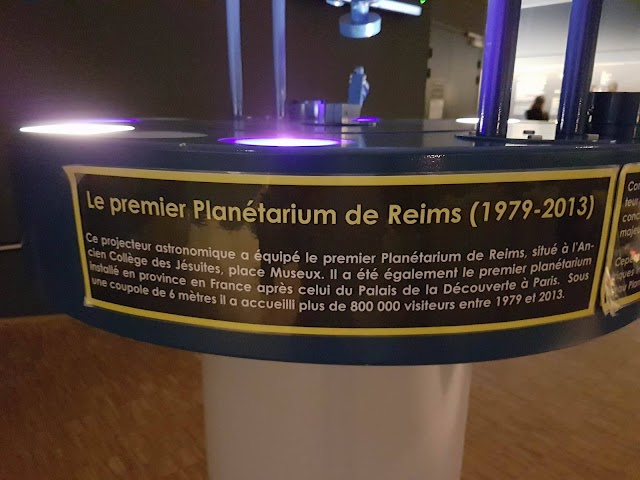 Le premier Planétarium de Reims (1979-2013)
Ce projecteur astronomique a équipé le premier Planétarium de Reims, situé à l'An-
cien Collège des Jésuites, place Museux. Il a été également le premier planétarium
installé en province en France après celui du Palais de la Découverte à Paris. Sous
une coupole de 6 mètres il a accueilli plus de 800 000 visiteurs entre 1979 et 2013.